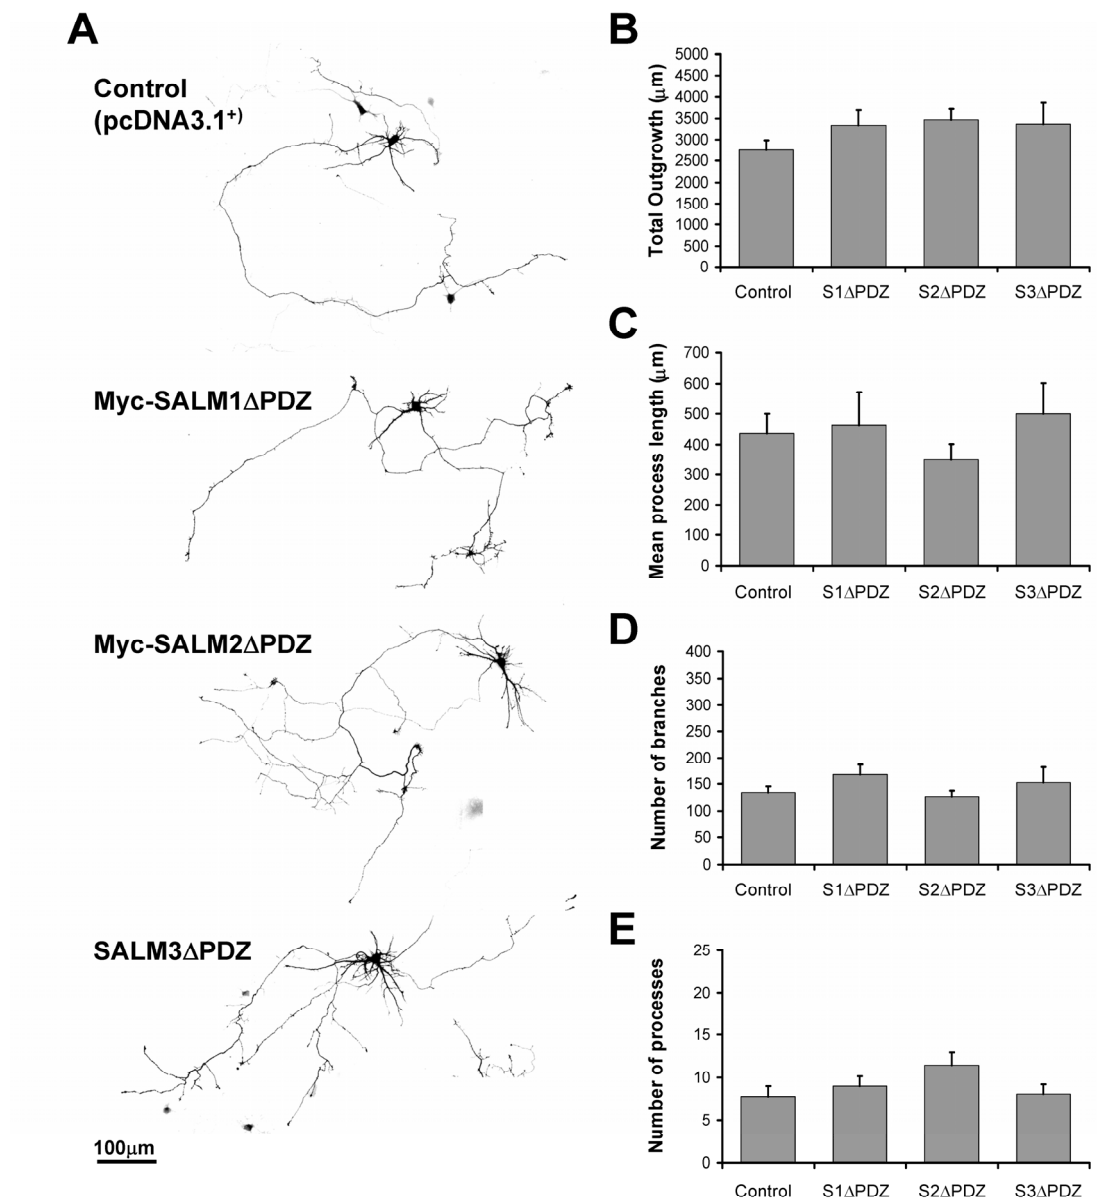 A
Control
(pcDNA3.1+)
Myc-SALM1ΔPDZ
Myc-SALM2ΔPDZ
SALM3ΔPDZ
100μm
B
Total Outgrowth (μm)
5000
4500
4000
3500
3000
2500
2000
1500
1000
500
0
Control S1ΔPDZ S2ΔPDZ S3ΔPDZ
C
Mean process length (μm)
700
600
500
400
300
200
100
0
Control S1ΔPDZ S2ΔPDZ S3ΔPDZ
D
Number of branches
400
350
300
250
200
150
100
50
0
Control S1ΔPDZ S2ΔPDZ S3ΔPDZ
E
Number of processes
25
20
15
10
5
0
Control S1ΔPDZ S2ΔPDZ S3ΔPDZ